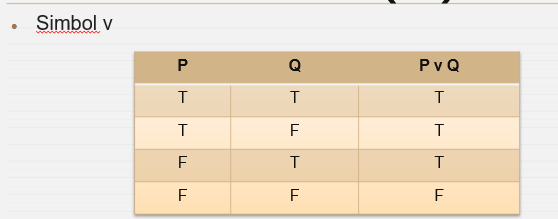 • Simbol v
P Q P v Q
T T T
T F T
F T T
F F F